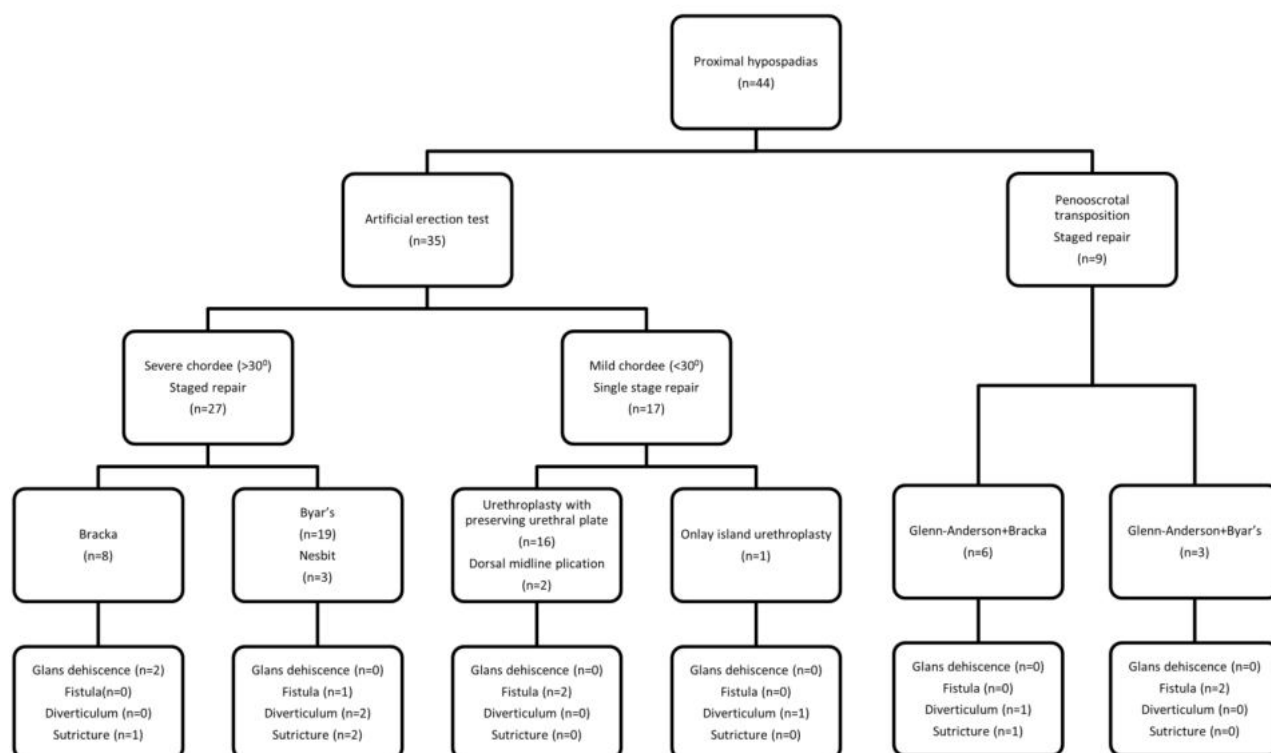 Proximal hypospadias
(n=44)
Artificial erection test
(n=35)
Penooscrotal
transposition
Staged repair
(n=9)
Severe chordee (>30⁰)
Staged repair
(n=27)
Mild chordee (<30⁰)
Single stage repair
(n=17)
Bracka
(n=8)
Byar's
(n=19)
Nesbit
(n=3)
Urethroplasty with
preserving urethral plate
(n=16)
Dorsal midline plication
(n=2)
Onlay island urethroplasty
(n=1)
Glenn-Anderson+Bracka
(n=6)
Glenn-Anderson+Byar's
(n=3)
Glans dehiscence (n=2)
Fistula(n=0)
Diverticulum (n=0)
Sutricture (n=1)
Glans dehiscence (n=0)
Fistula (n=1)
Diverticulum (n=2)
Sutricture (n=2)
Glans dehiscence (n=0)
Fistula (n=2)
Diverticulum (n=0)
Sutricture (n=0)
Glans dehiscence (n=0)
Fistula (n=0)
Diverticulum (n=1)
Sutricture (n=0)
Glans dehiscence (n=0)
Fistula (n=0)
Diverticulum (n=1)
Sutricture (n=1)
Glans dehiscence (n=0)
Fistula (n=2)
Diverticulum (n=0)
Sutricture (n=0)